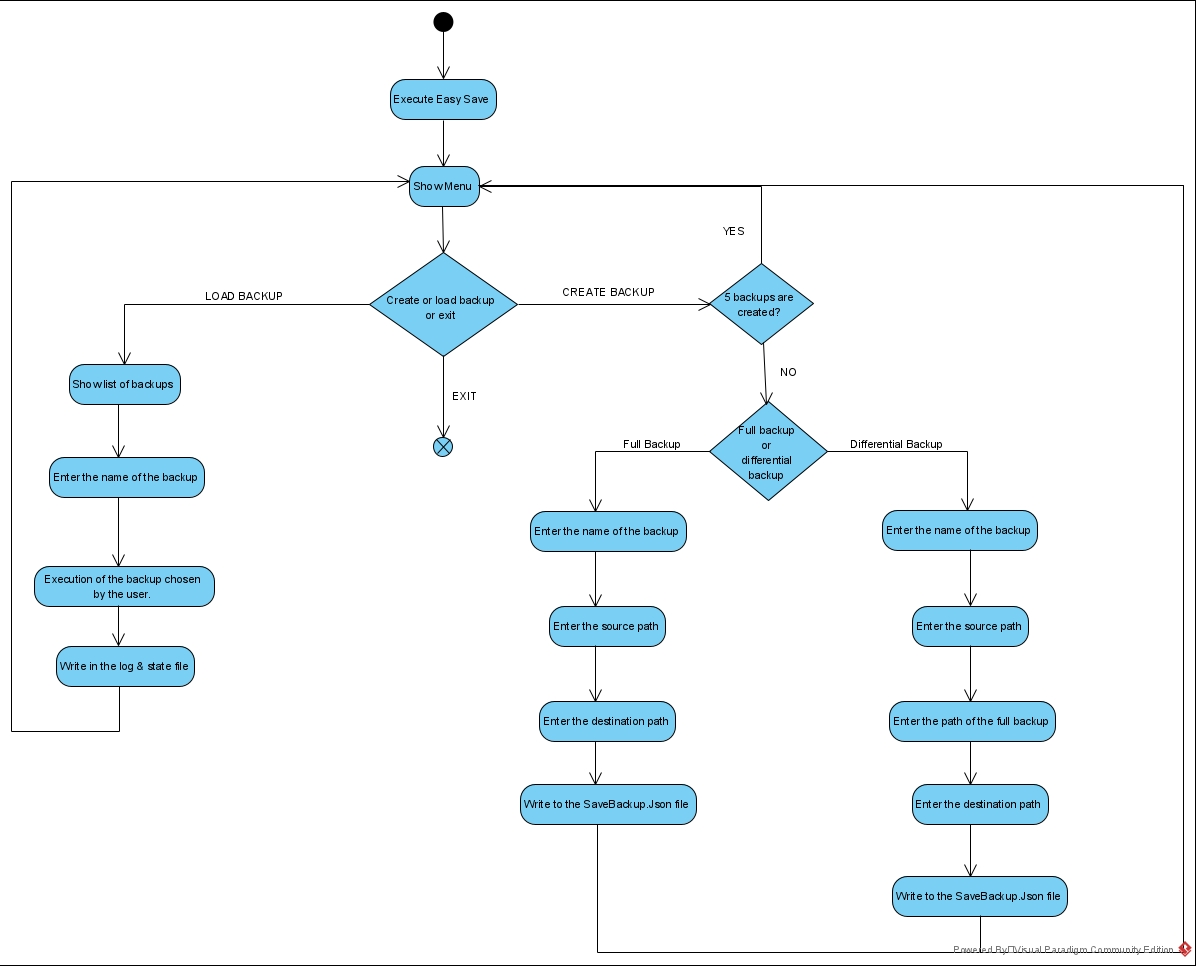 Execute Easy Save
Show Menu
YES
LOAD BACKUP
Create or load backup
or exit
CREATE BACKUP
5 backups are
created?
EXIT
NO
Show list of backups
Enter the name of the backup
Execution of the backup chosen
by the user.
Write in the log & state file
Full Backup
Full backup
or
differential
backup
Differential Backup
Enter the name of the backup
Enter the source path
Enter the destination path
Write to the SaveBackup.Json file
Enter the name of the backup
Enter the source path
Enter the path of the full backup
Enter the destination path
Write to the SaveBackup.Json file
Powered By Visual Paradigm Community Edition